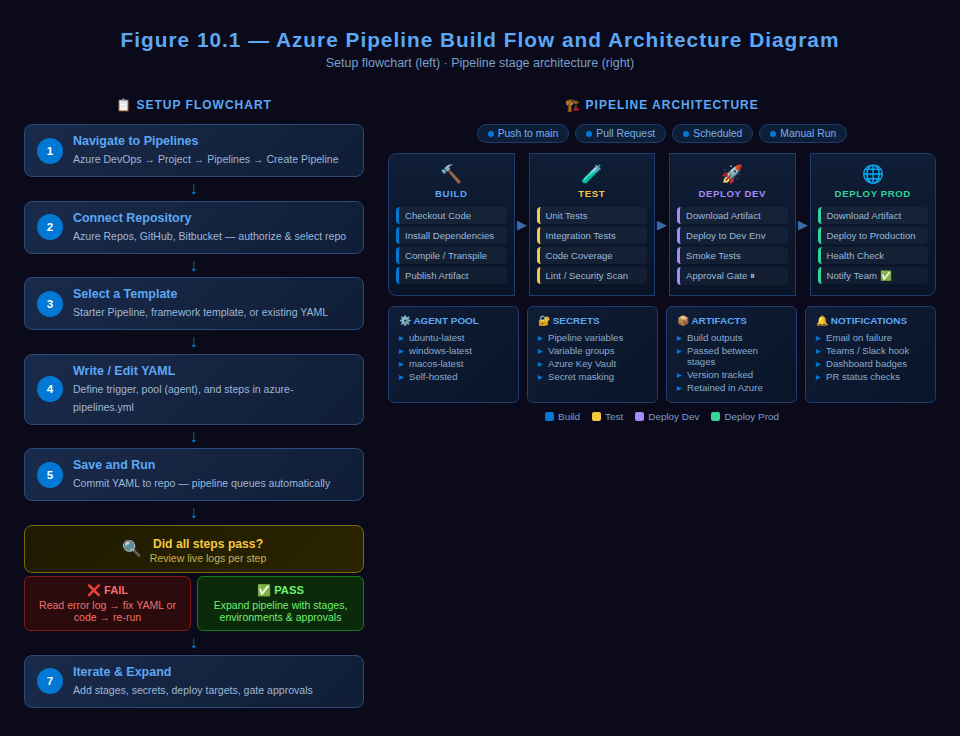 Figure 10.1 — Azure Pipeline Build Flow and Architecture Diagram
Setup flowchart (left) · Pipeline stage architecture (right)
📋 SETUP FLOWCHART
1
Navigate to Pipelines
Azure DevOps → Project → Pipelines → Create Pipeline
↓
2
Connect Repository
Azure Repos, GitHub, Bitbucket — authorize & select repo
↓
3
Select a Template
Starter Pipeline, framework template, or existing YAML
↓
4
Write / Edit YAML
Define trigger, pool (agent), and steps in azure-
pipelines.yml
↓
5
Save and Run
Commit YAML to repo — pipeline queues automatically
↓
🔍 Did all steps pass?
Review live logs per step
❌ FAIL
Read error log → fix YAML or
code → re-run
✅ PASS
Expand pipeline with stages,
environments & approvals
↓
7
Iterate & Expand
Add stages, secrets, deploy targets, gate approvals
🏗️ PIPELINE ARCHITECTURE
Push to main
Pull Request
Scheduled
Manual Run
🔨
BUILD
Checkout Code
Install Dependencies
Compile / Transpile
Publish Artifact
▶
🧪
TEST
Unit Tests
Integration Tests
Code Coverage
Lint / Security Scan
▶
🚀
DEPLOY DEV
Download Artifact
Deploy to Dev Env
Smoke Tests
Approval Gate ⏸
▶
🌐
DEPLOY PROD
Download Artifact
Deploy to Production
Health Check
Notify Team ✅
⚙️ AGENT POOL
▸ ubuntu-latest
▸ windows-latest
▸ macos-latest
▸ Self-hosted
🔐 SECRETS
▸ Pipeline variables
▸ Variable groups
▸ Azure Key Vault
▸ Secret masking
📦 ARTIFACTS
▸ Build outputs
▸ Passed between
stages
▸ Version tracked
▸ Retained in Azure
🔔 NOTIFICATIONS
▸ Email on failure
▸ Teams / Slack hook
▸ Dashboard badges
▸ PR status checks
Build
Test
Deploy Dev
Deploy Prod